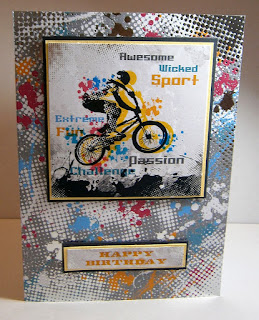 Awesome
Wicked
Sport
Extreme
Fun
Passion
Challenge
HAPPY
BIRTHDAY